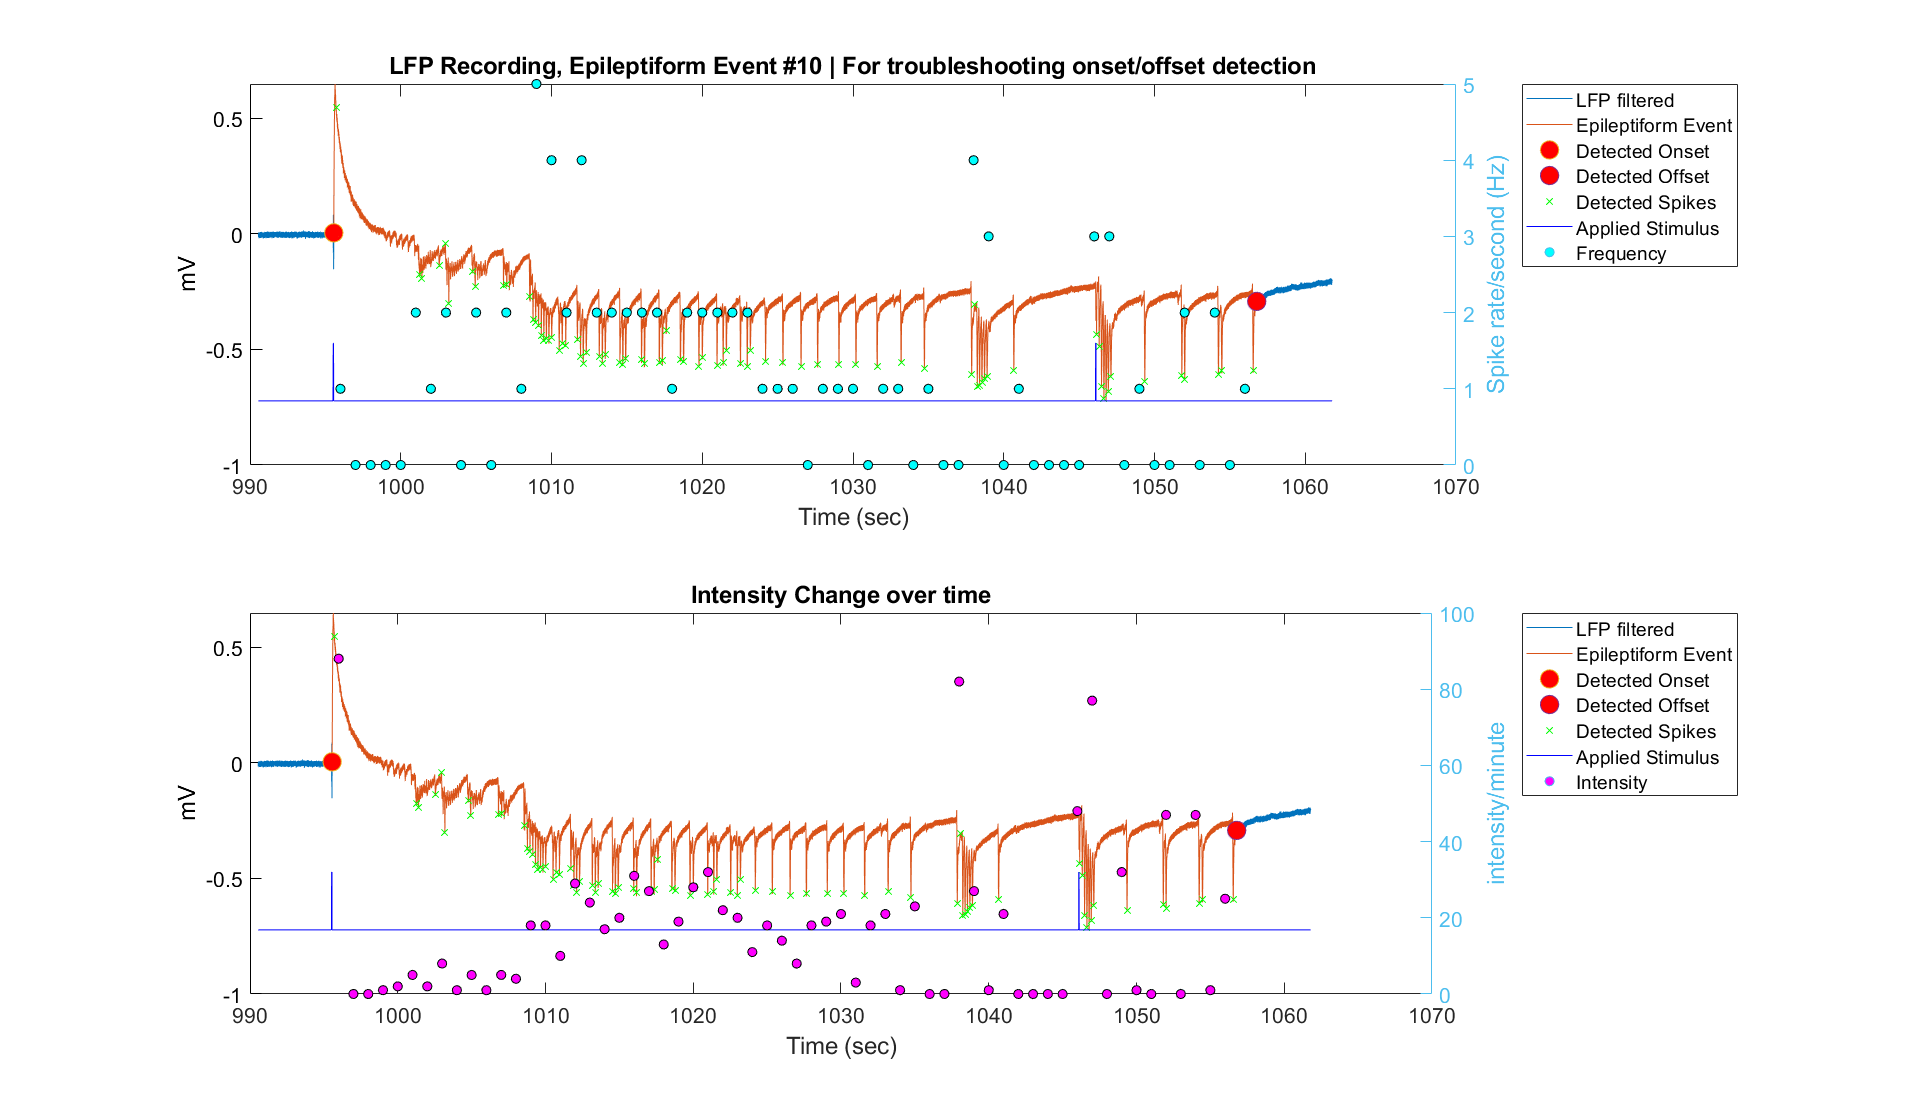 LFP Recording, Epileptiform Event #10 | For troubleshooting onset/offset detection
0.5
0
-0.5
-1
mV
990 1000 1010 1020 1030 1040 1050 1060 1070
Time (sec)
5
4
3
2
1
0
Spike rate/second (Hz)
LFP filtered
Epileptiform Event
Detected Onset
Detected Offset
Detected Spikes
Applied Stimulus
Frequency
Intensity Change over time
0.5
0
-0.5
-1
mV
990 1000 1010 1020 1030 1040 1050 1060 1070
Time (sec)
100
80
60
40
20
0
intensity/minute
LFP filtered
Epileptiform Event
Detected Onset
Detected Offset
Detected Spikes
Applied Stimulus
Intensity